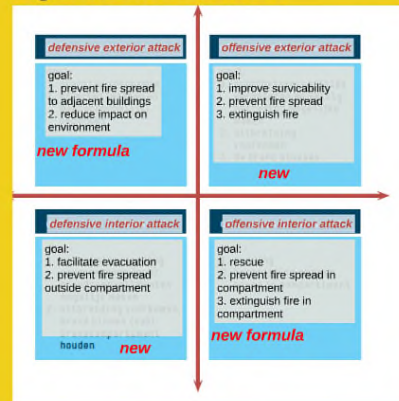 defensive exterior attack
goal:
1. prevent fire spread
to adjacent buildings
2. reduce impact on
environment
new formula
offensive exterior attack
goal:
1. improve survicability
2. prevent fire spread
3. extinguish fire
new
defensive interior attack
goal:
1. facilitate evacuation
2. prevent fire spread
outside compartment
houden
new
offensive interior attack
goal:
1. rescue
2. prevent fire spread in
compartment
3. extinguish fire in
compartment
new formula